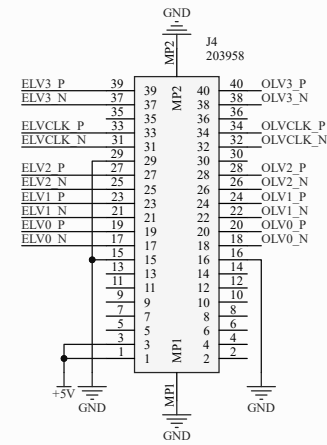 GND
MP2
J4
203958
ELV3_P 39 39 MP2 40 40 OLV3_P
ELV3_N 37 37 38 38 OLV3_N
35 35 36 36
ELVCLK_P 33 33 34 34 OLVCLK_P
ELVCLK_N 31 31 32 32 OLVCLK_N
29 29 30 30
ELV2_P 27 27 28 28 OLV2_P
ELV2_N 25 25 26 26 OLV2_N
ELV1_P 23 23 24 24 OLV1_P
ELV1_N 21 21 22 22 OLV1_N
ELV0_P 19 19 20 20 OLV0_P
ELV0_N 17 17 18 18 OLV0_N
15 15 16 16
13 13 14 14
11 11 12 12
9 9 10 10
7 7 8 8
5 5 6 6
3 3 4 4
1 1 MP1 2 2
+5V
GND
MP1
GND
GND